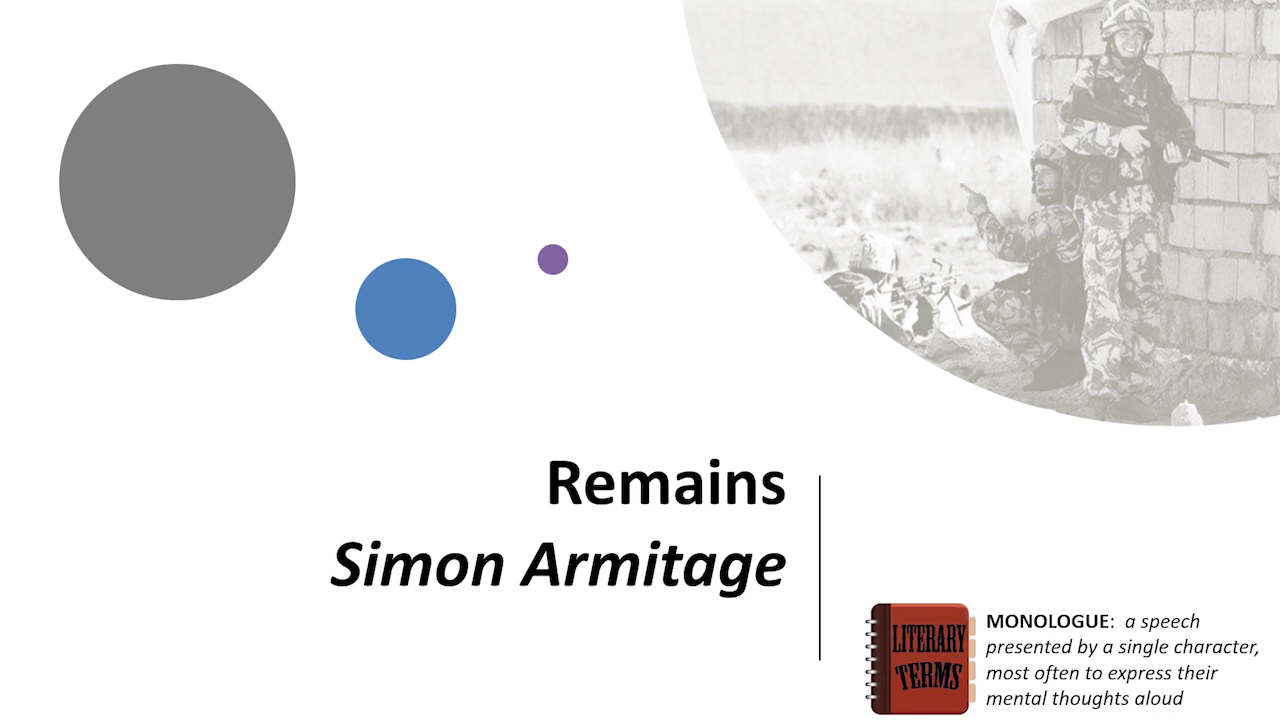 Remains
Simon Armitage
LITERARY
TERMS
MONOLOGUE: a speech
presented by a single character,
most often to express their
mental thoughts aloud